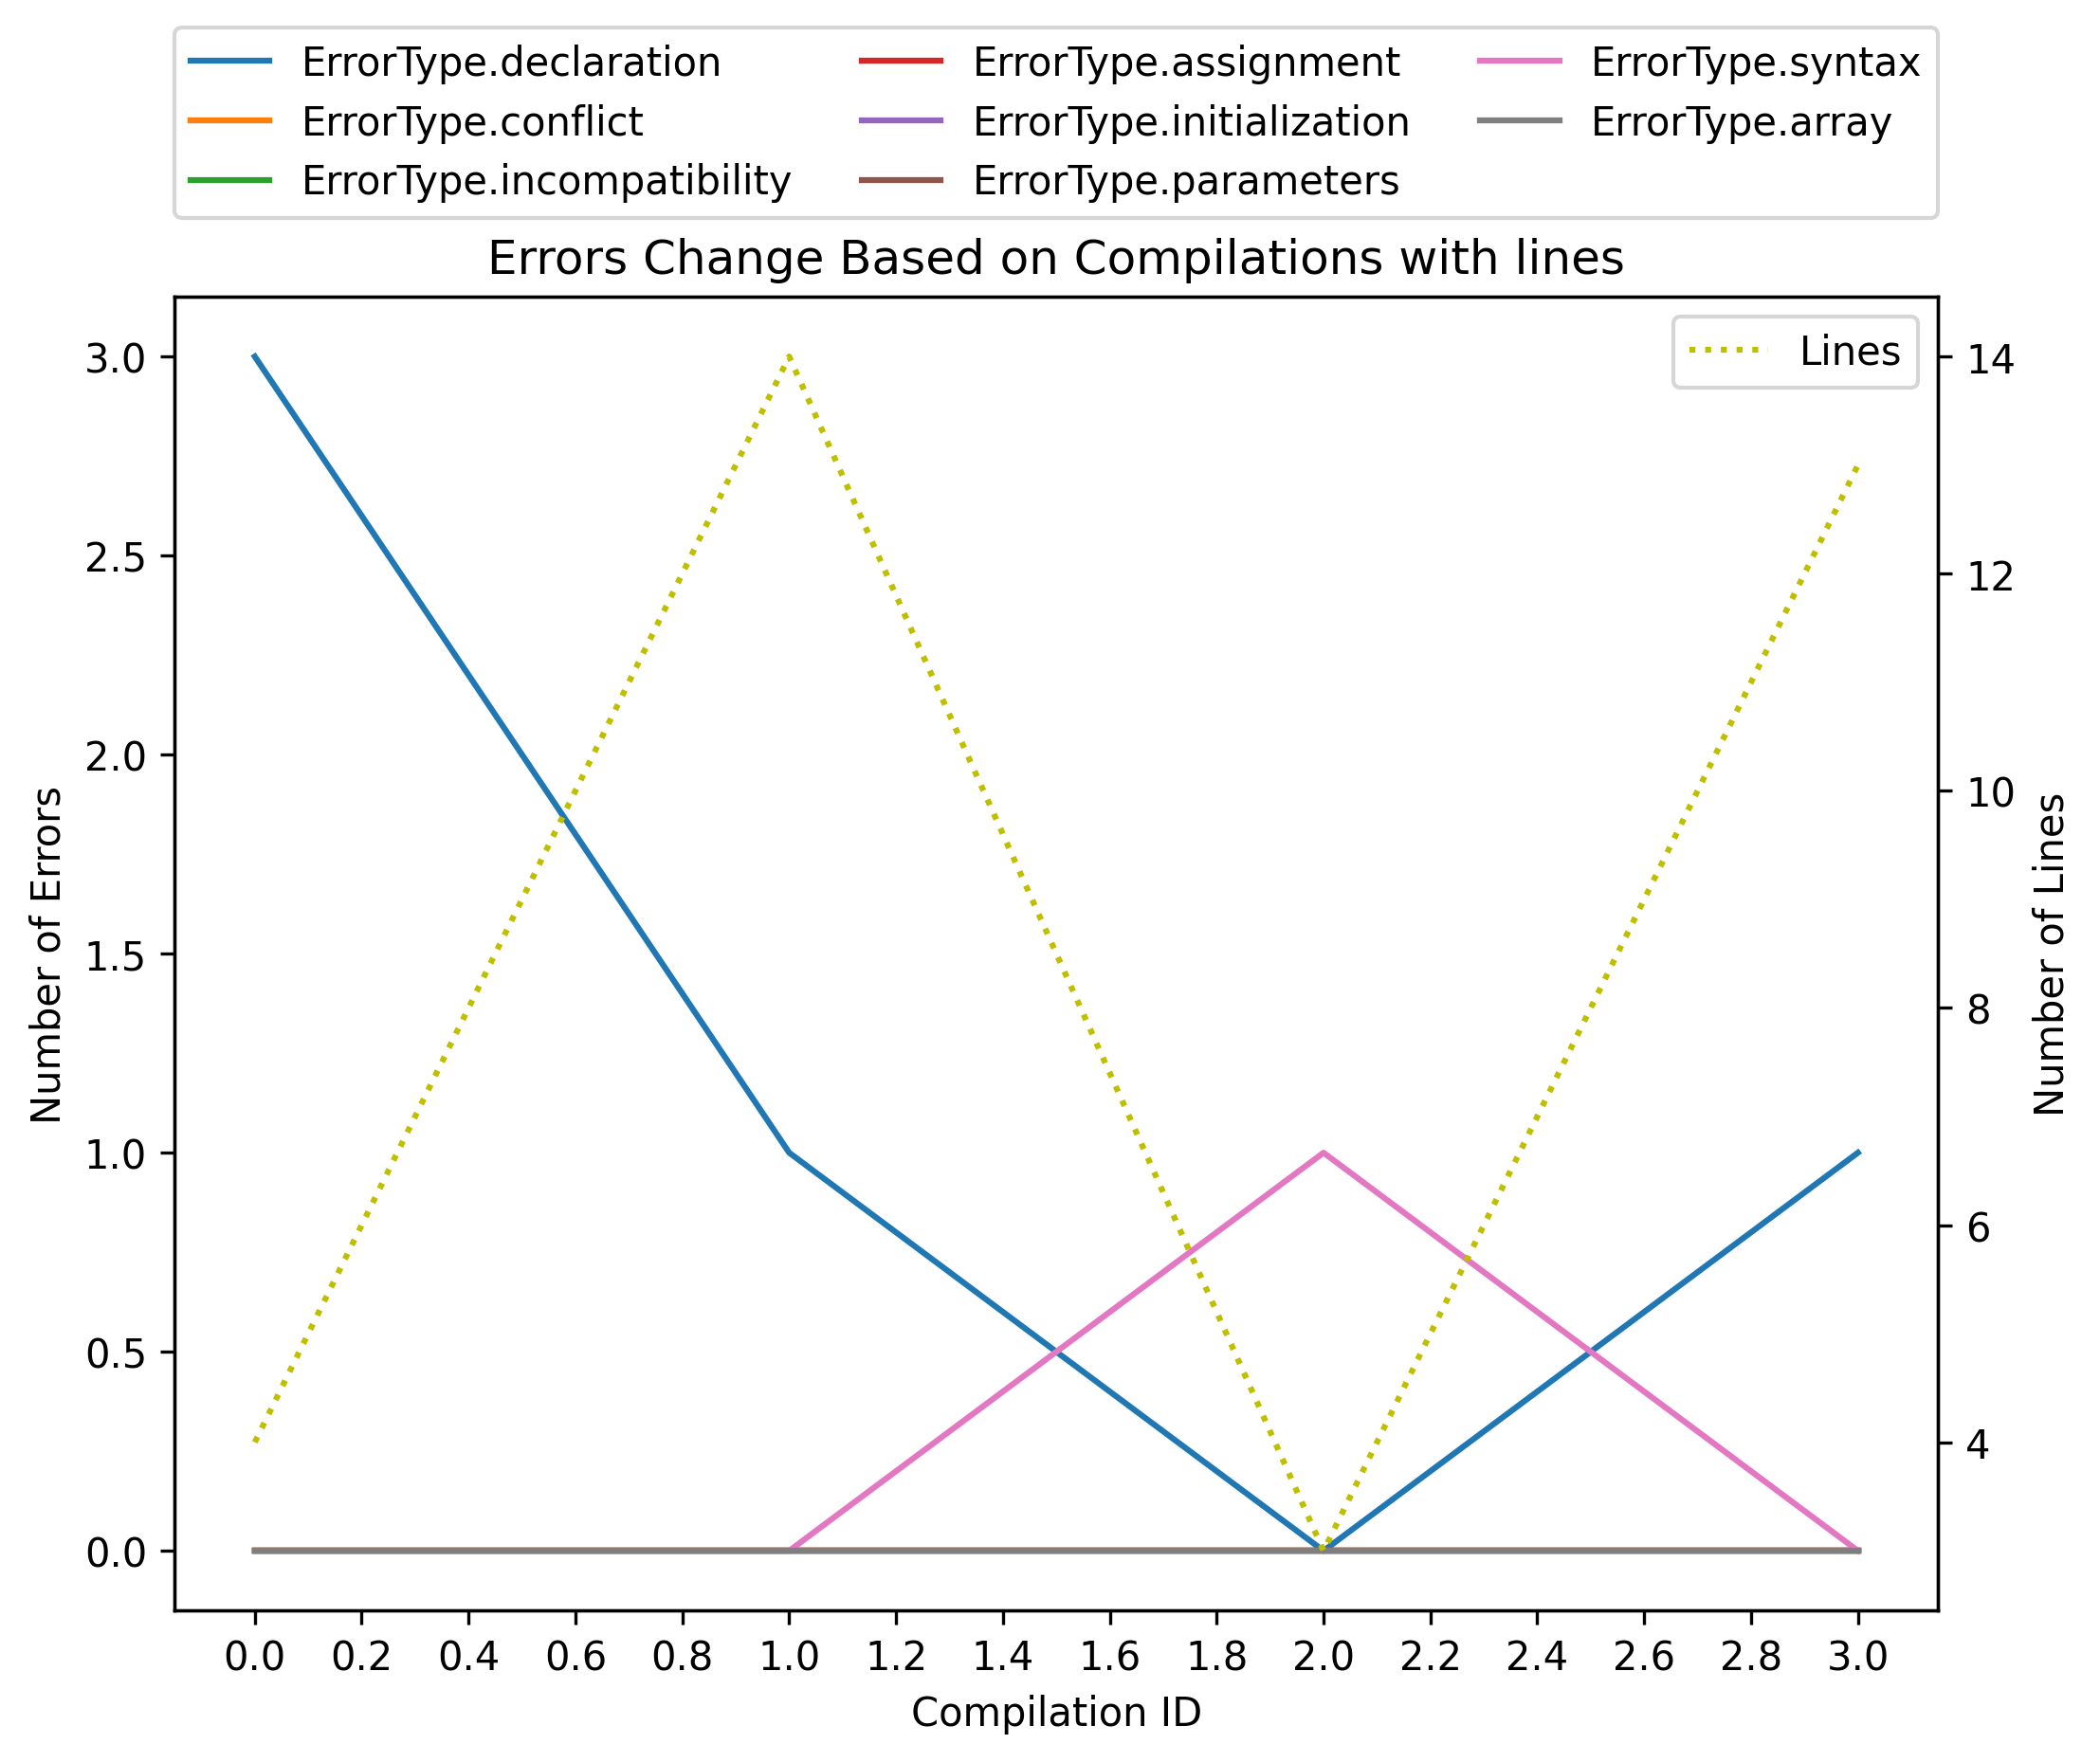 ErrorType.declaration ErrorType.assignment ErrorType.syntax
ErrorType.conflict ErrorType.initialization ErrorType.array
ErrorType.incompatibility ErrorType.parameters
Errors Change Based on Compilations with lines
Lines
3.0
2.5
2.0
1.5
1.0
0.5
0.0
Number of Errors
14
12
10
8
6
4
Number of Lines
0.0 0.2 0.4 0.6 0.8 1.0 1.2 1.4 1.6 1.8 2.0 2.2 2.4 2.6 2.8 3.0
Compilation ID